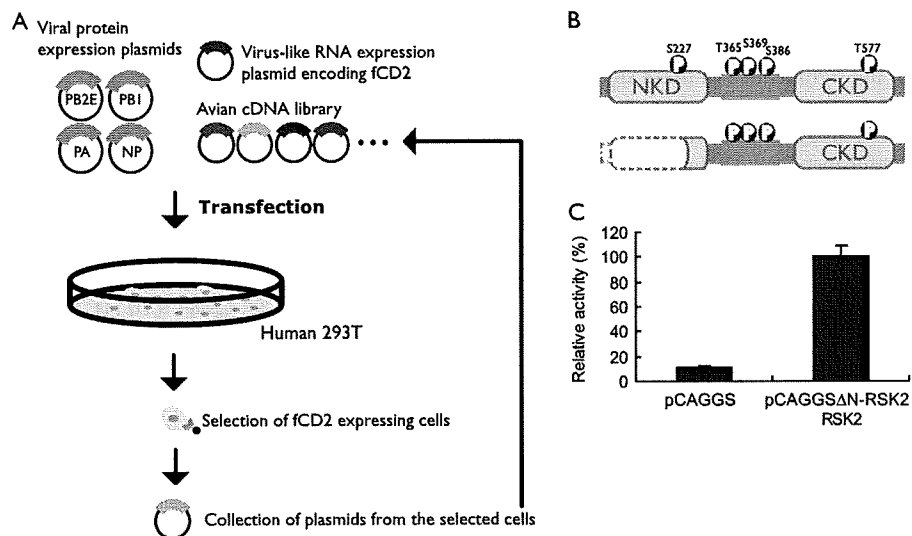 A
Viral protein
expression plasmids
PB2E
PB1
PA
NP
Virus-like RNA expression
plasmid encoding fCD2
Avian cDNA library
...
Transfection
Human 293T
Selection of fCD2 expressing cells
Collection of plasmids from the selected cells
B
S227
T365
S369
S386
T577
P
P
P
P
P
NKD
CKD
P
P
P
P
CKD
C
Relative activity (%)
120
100
80
60
40
20
0
pCAGGS
pCAGGSΔN-RSK2
RSK2